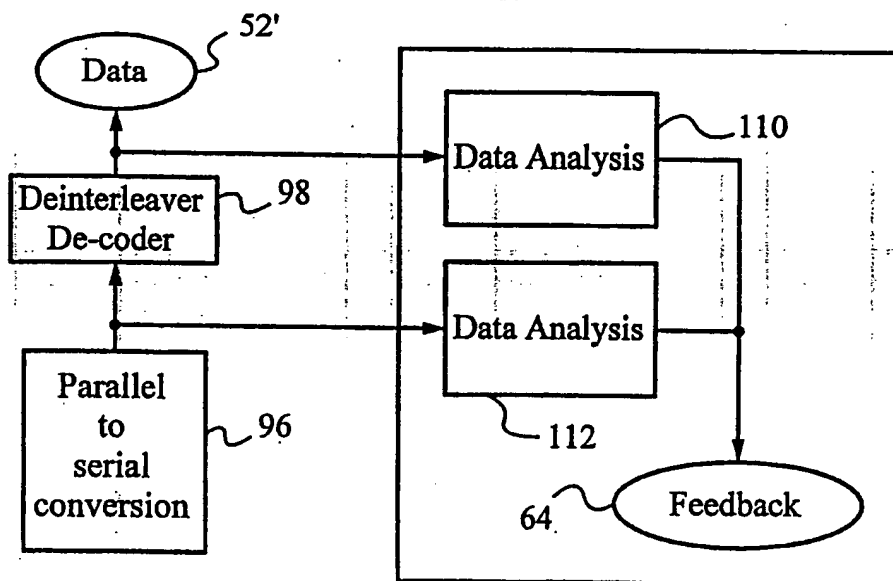 52'
Data
110
Data Analysis
Deinterleaver
De-coder
98
Data Analysis
Parallel
to
serial
conversion
96
112
64
Feedback